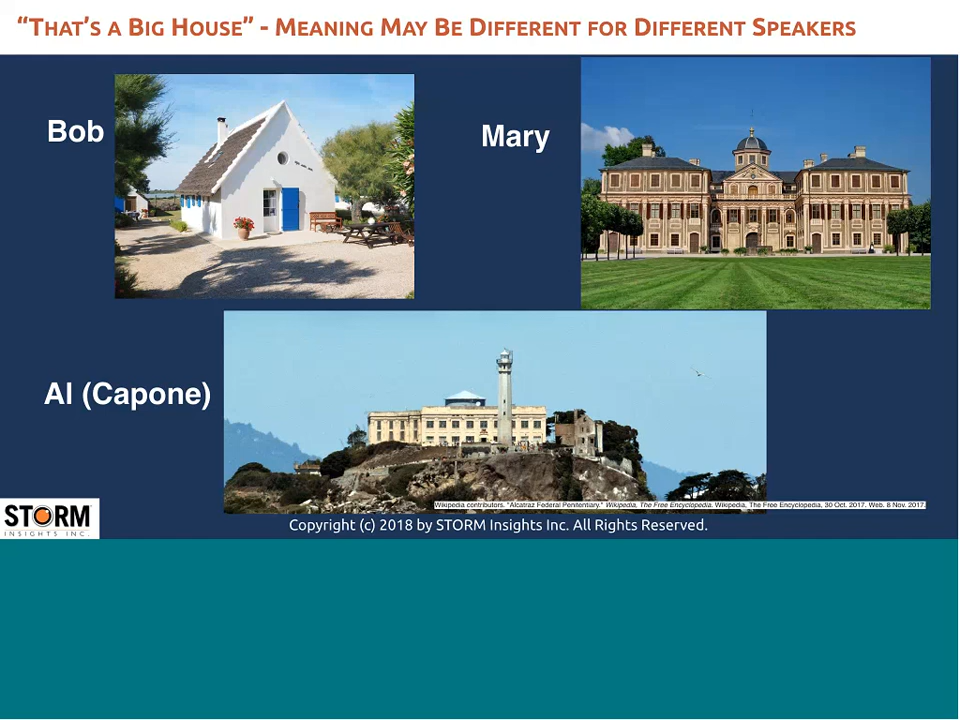 “THAT’S A BIG HOUSE” - MEANING MAY BE DIFFERENT FOR DIFFERENT SPEAKERS
Bob
Mary
Al (Capone)
Wikipedia contributors. "Alcatraz Federal Penitentiary." Wikipedia, The Free Encyclopedia. Wikipedia, The Free Encyclopedia, 30 Oct. 2017. Web. 8 Nov. 2017.
STORM
INSIGHTS INC.
Copyright (c) 2018 by STORM Insights Inc. All Rights Reserved.